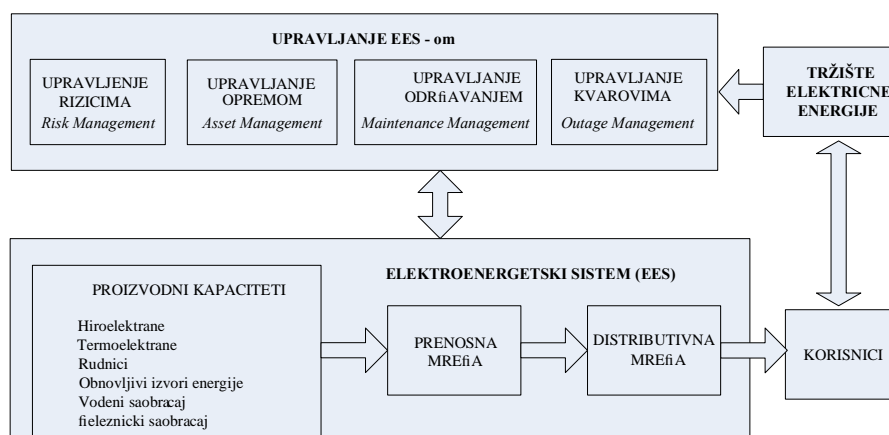 UPRAVLJANJE EES - om
UPRAVLJENJE
RIZICIMA
Risk Management
UPRAVLJANJE
OPREMOM
Asset Management
UPRAVLJANJE
ODRfiAVANJEM
Maintenance Management
UPRAVLJANJE
KVAROVIMA
Outage Management
TRŽIŠTE
ELEKTRICNE
ENERGIJE
ELEKTROENERGETSKI SISTEM (EES)
PROIZVODNI KAPACITETI
Hiroelektrane
Termoelektrane
Rudnici
Obnovljivi izvori energije
Vodeni saobracaj
fieleznicki saobracaj
PRENOSNA
MREfiA
DISTRIBUTIVNA
MREfiA
KORISNICI